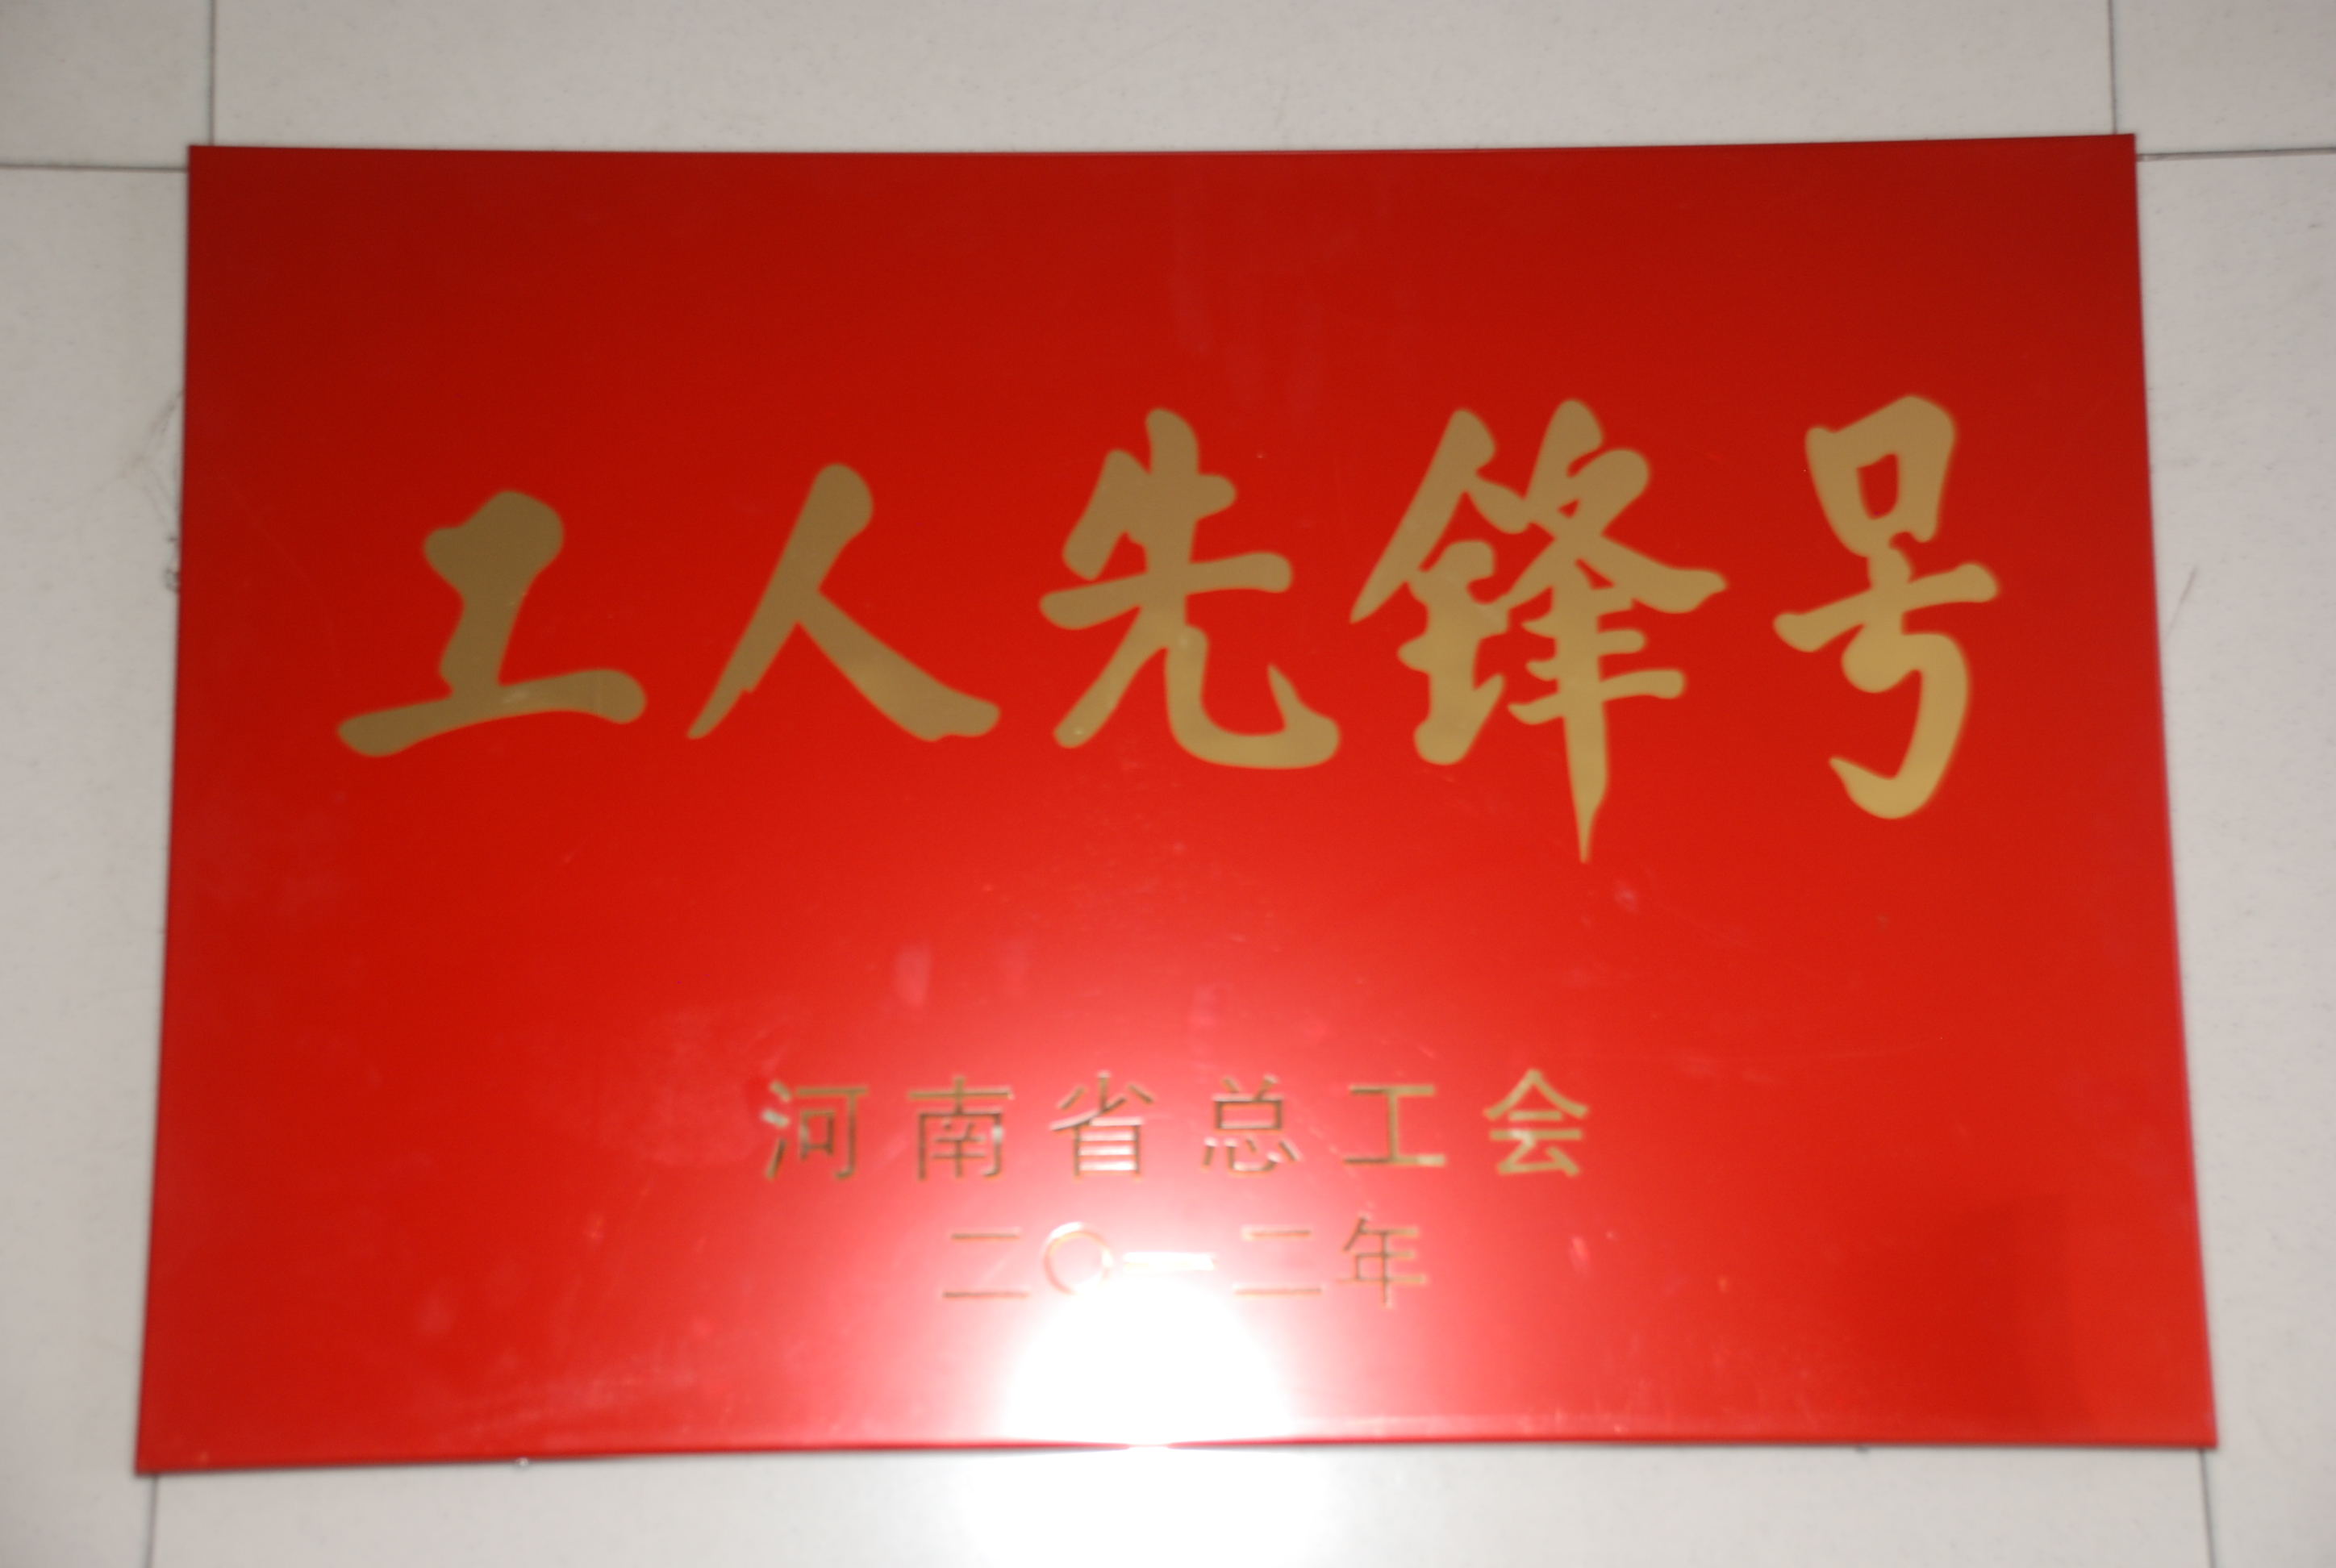 工人先锋号
河南省总工会
二〇一二年